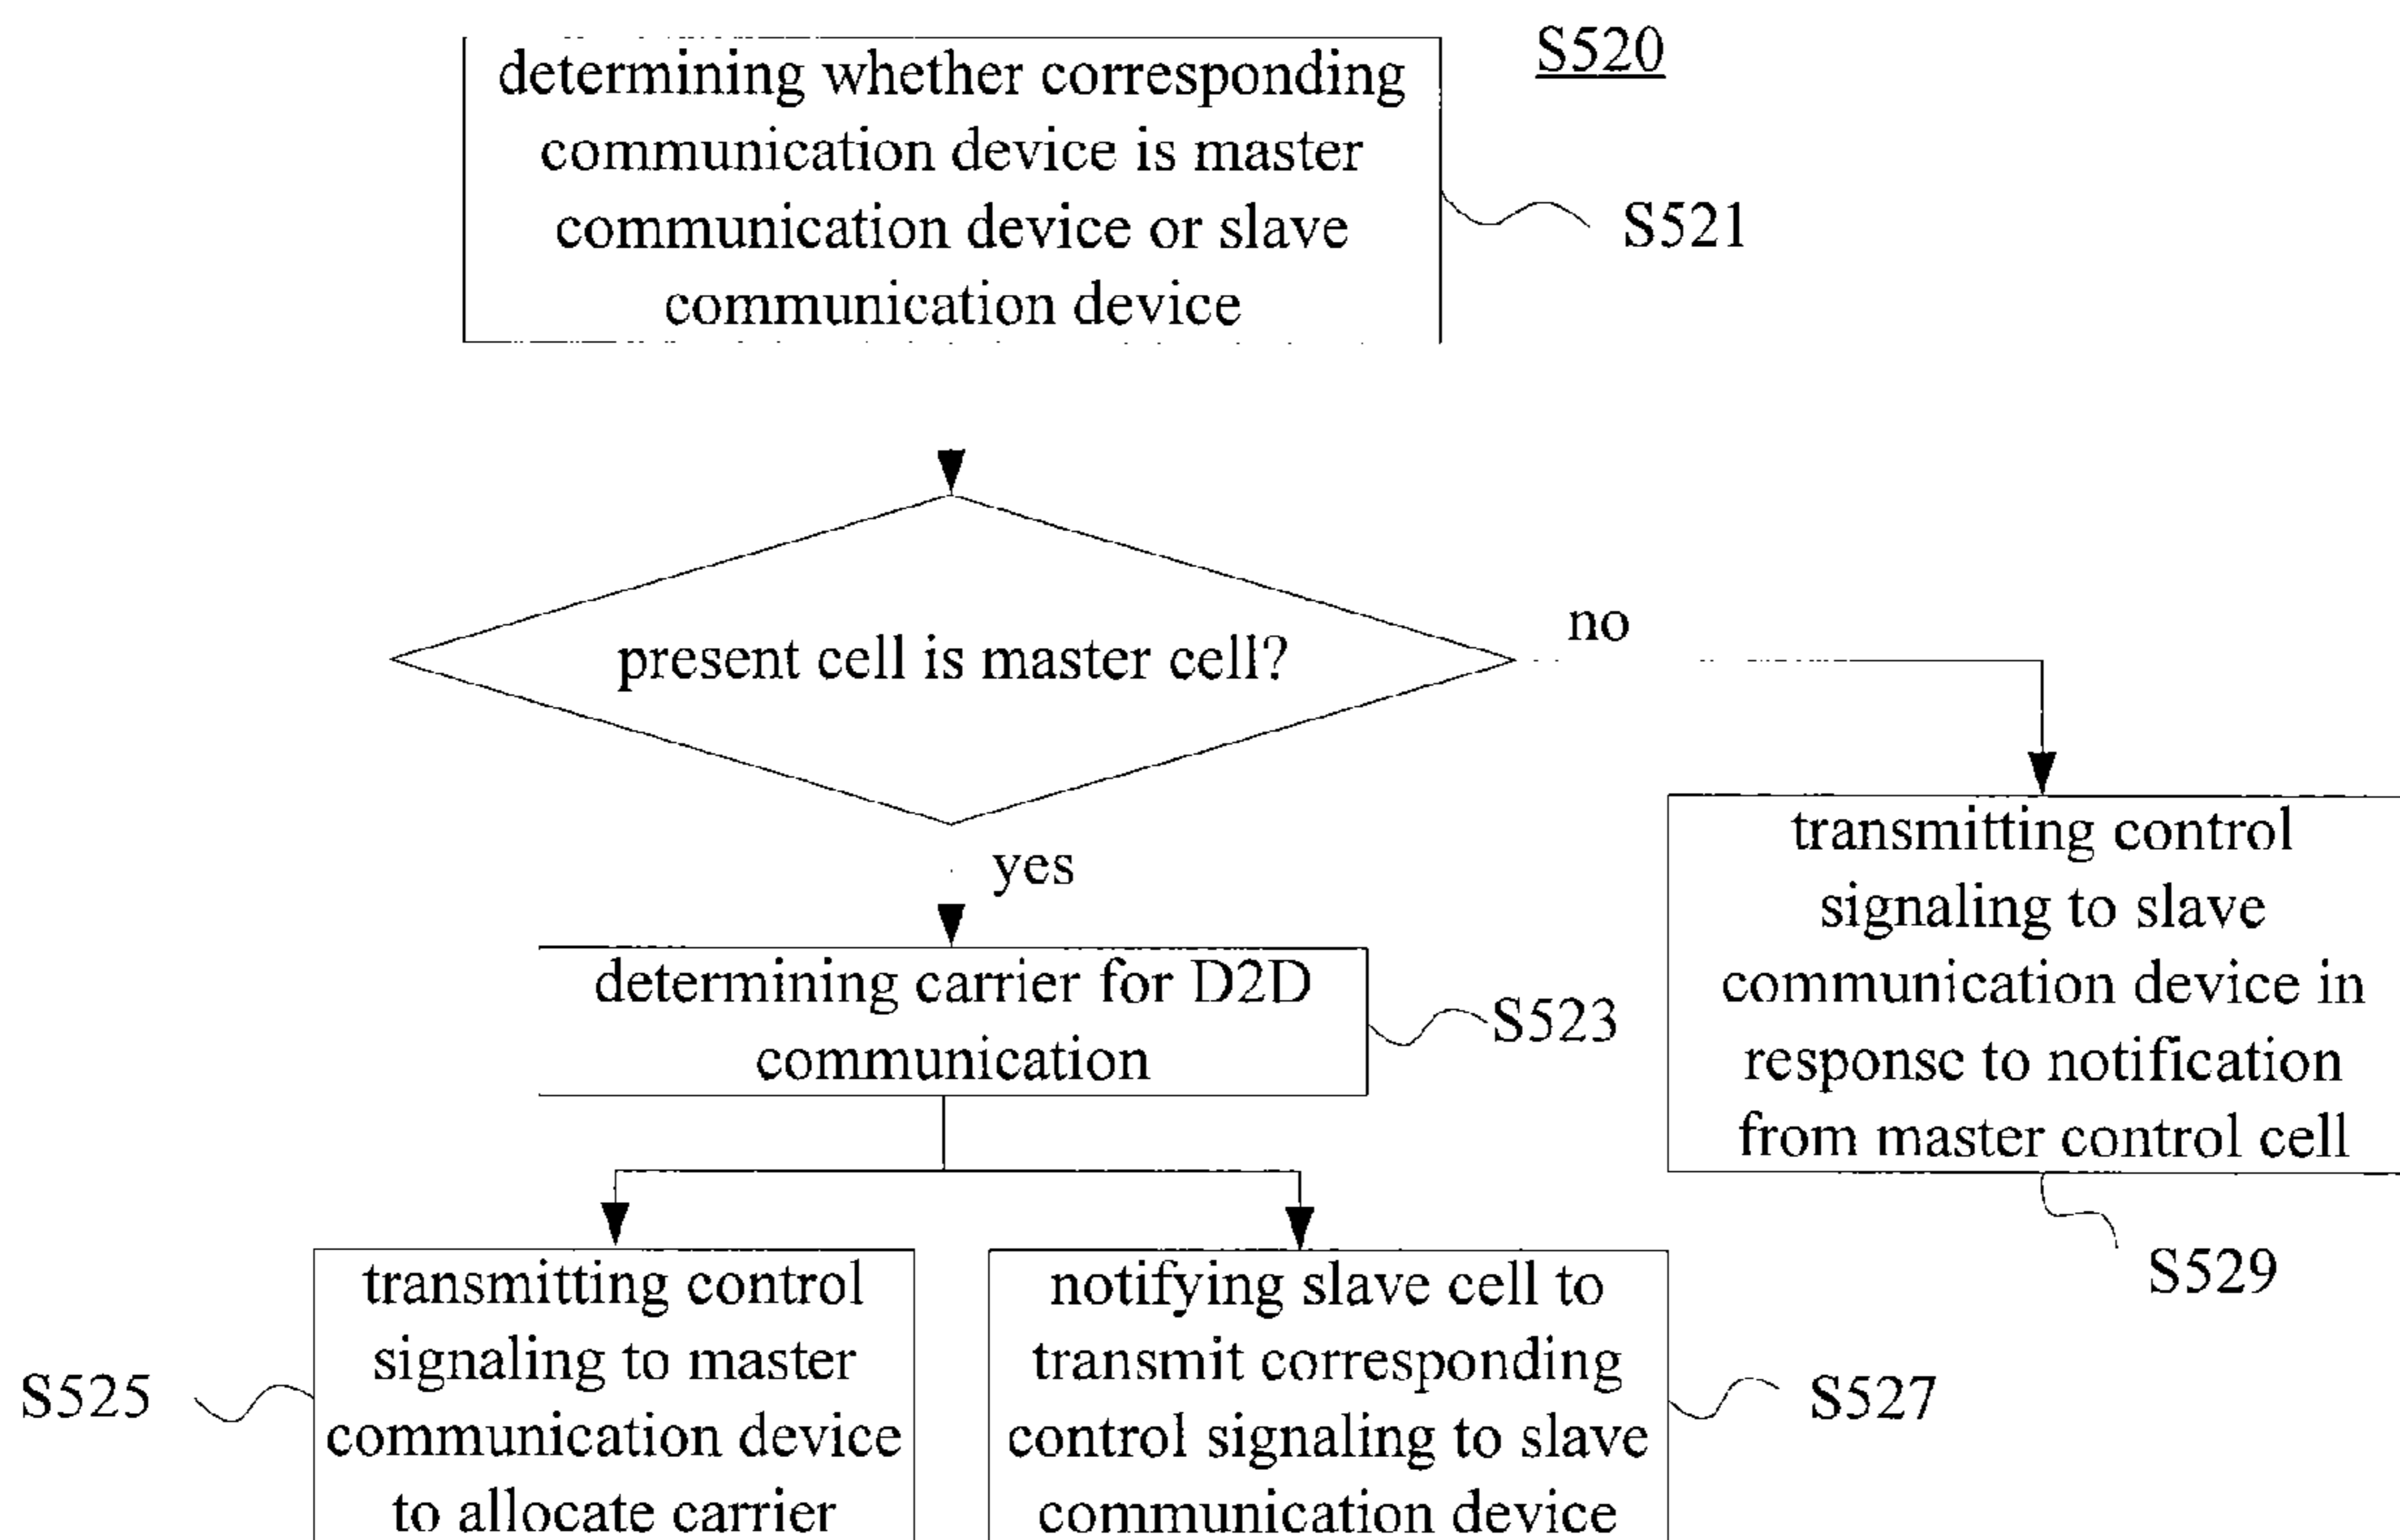 S520
determining whether corresponding
communication device is master
communication device or slave
communication device
S521
present cell is master cell?
no
yes
transmitting control
signaling to slave
communication device in
response to notification
from master control cell
S529
determining carrier for D2D
communication
S523
transmitting control
signaling to master
communication device
to allocate carrier
S525
notifying slave cell to
transmit corresponding
control signaling to slave
communication device
S527